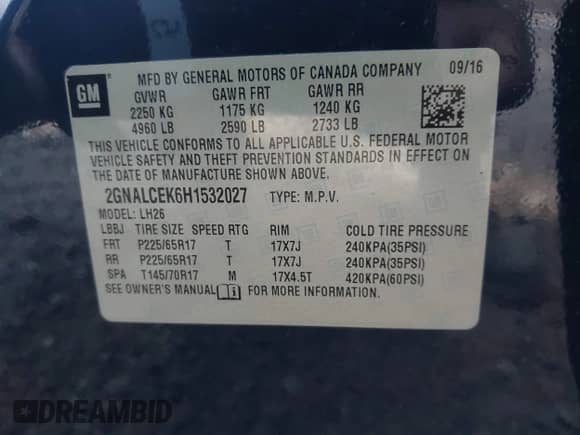 GM
MFD BY GENERAL MOTORS OF CANADA COMPANY 09/16
GVWR GAWR FRT GAWR RR
2250 KG 1175 KG 1240 KG
4960 LB 2590 LB 2733 LB
THIS VEHICLE CONFORMS TO ALL APPLICABLE U.S. FEDERAL MOTOR
VEHICLE SAFETY AND THEFT PREVENTION STANDARDS IN EFFECT ON
THE DATE OF MANUFACTURE SHOWN ABOVE.
2GNALCEK6H1532027 TYPE: M.P.V.
MODEL: LH26
LBBJ TIRE SIZE SPEED RTG RIM COLD TIRE PRESSURE
FRT P225/65R17 T 17X7J 240KPA(35PSI)
RR P225/65R17 T 17X7J 240KPA(35PSI)
SPA T145/70R17 M 17X4.5T 420KPA(60PSI)
SEE OWNER'S MANUAL FOR MORE INFORMATION
DREAMBID